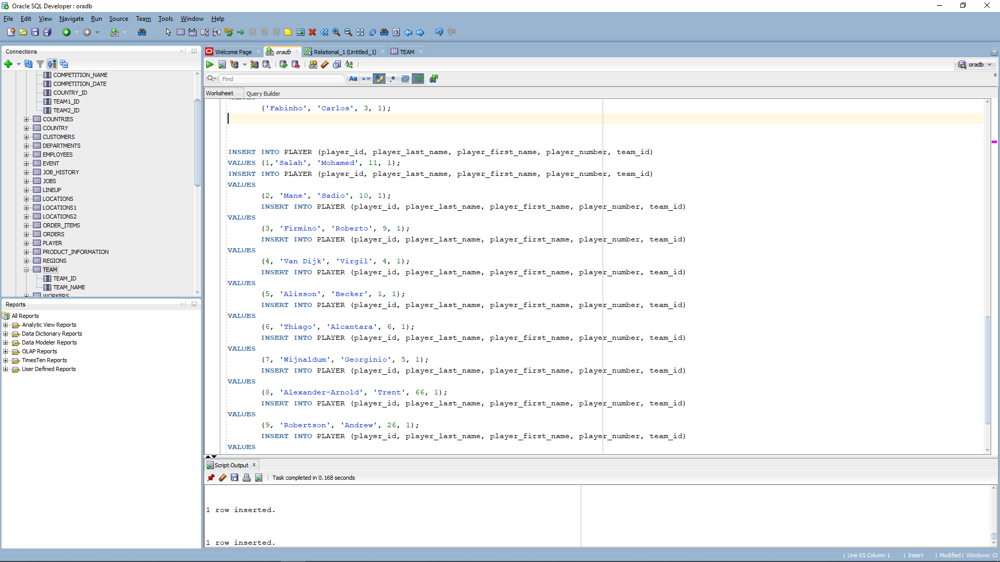 Oracle SQL Developer : oradb
File Edit View Navigate Run Source Team Tools Window Help
Connections
COMPETITION_NAME
COMPETITION_DATE
COUNTRY_ID
TEAM1_ID
TEAM2_ID
COUNTRIES
COUNTRY
CUSTOMERS
DEPARTMENTS
EMPLOYEES
EVENT
JOB_HISTORY
JOBS
LINEUP
LOCATIONS
LOCATIONS1
LOCATIONS2
ORDER_ITEMS
ORDERS
PLAYER
PRODUCT_INFORMATION
REGIONS
TEAM
TEAM_ID
TEAM_NAME
WORKERS
Reports
All Reports
Analytic View Reports
Data Dictionary Reports
Data Modeler Reports
OLAP Reports
TimesTen Reports
User Defined Reports
Welcome Page oradb Relational_1 (Untitled_1) TEAM
oradb
Find
Worksheet Query Builder
('Fabinho', 'Carlos', 3, 1);
INSERT INTO PLAYER (player_id, player_last_name, player_first_name, player_number, team_id)
VALUES (1,'Salah', 'Mohamed', 11, 1);
INSERT INTO PLAYER (player_id, player_last_name, player_first_name, player_number, team_id)
VALUES
(2, 'Mane', 'Sadio', 10, 1);
INSERT INTO PLAYER (player_id, player_last_name, player_first_name, player_number, team_id)
VALUES
(3, 'Firmino', 'Roberto', 9, 1);
INSERT INTO PLAYER (player_id, player_last_name, player_first_name, player_number, team_id)
VALUES
(4, 'Van Dijk', 'Virgil', 4, 1);
INSERT INTO PLAYER (player_id, player_last_name, player_first_name, player_number, team_id)
VALUES
(5, 'Alisson', 'Becker', 1, 1);
INSERT INTO PLAYER (player_id, player_last_name, player_first_name, player_number, team_id)
VALUES
(6, 'Thiago', 'Alcantara', 6, 1);
INSERT INTO PLAYER (player_id, player_last_name, player_first_name, player_number, team_id)
VALUES
(7, 'Wijnaldum', 'Georginio', 5, 1);
INSERT INTO PLAYER (player_id, player_last_name, player_first_name, player_number, team_id)
VALUES
(8, 'Alexander-Arnold', 'Trent', 66, 1);
INSERT INTO PLAYER (player_id, player_last_name, player_first_name, player_number, team_id)
VALUES
(9, 'Robertson', 'Andrew', 26, 1);
INSERT INTO PLAYER (player_id, player_last_name, player_first_name, player_number, team_id)
VALUES
Script Output
Task completed in 0.168 seconds
1 row inserted.
1 row inserted.
Line 65 Column 1 | Insert | Modified | Windows: CF